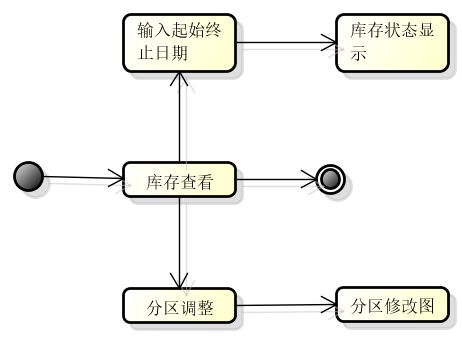 输入起始终
止日期
库存状态显
示
库存查看
分区调整
分区修改图